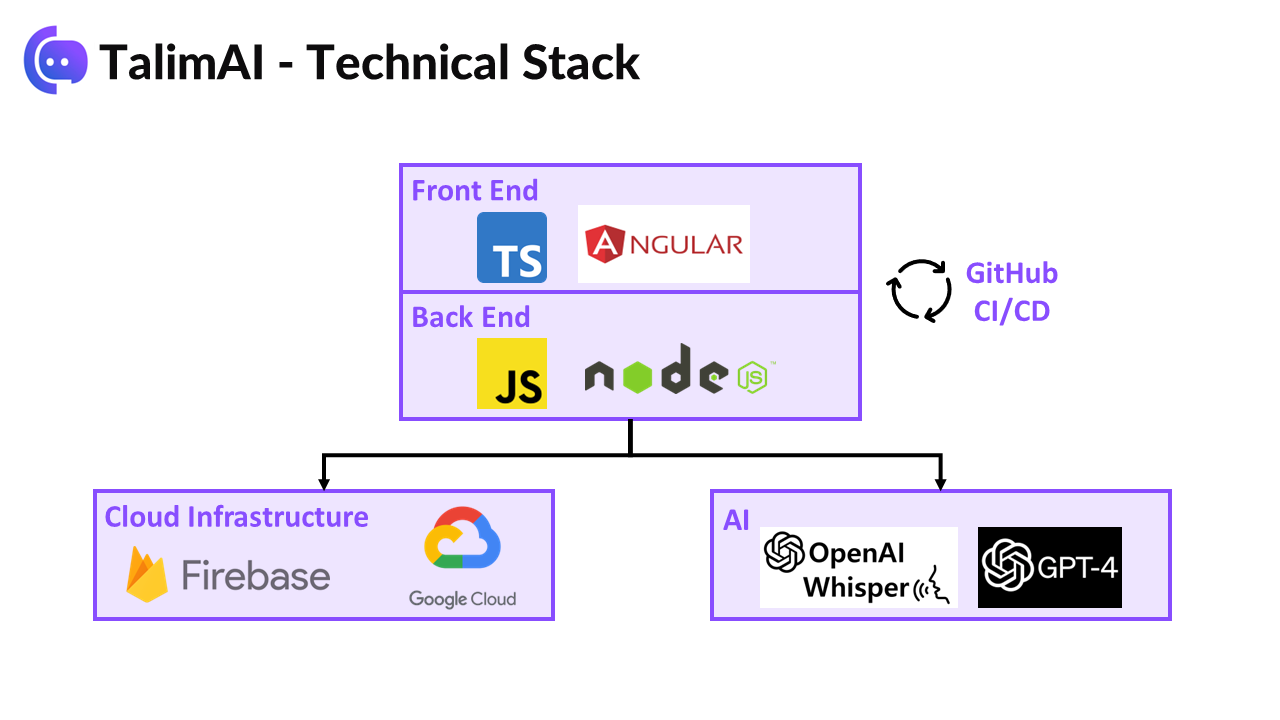 TalimAI - Technical Stack
Front End
TS
ANGULAR
GitHub
CI/CD
Back End
JS
node
JS
™
Cloud Infrastructure
Firebase
Google Cloud
AI
OpenAI
Whisper
GPT-4